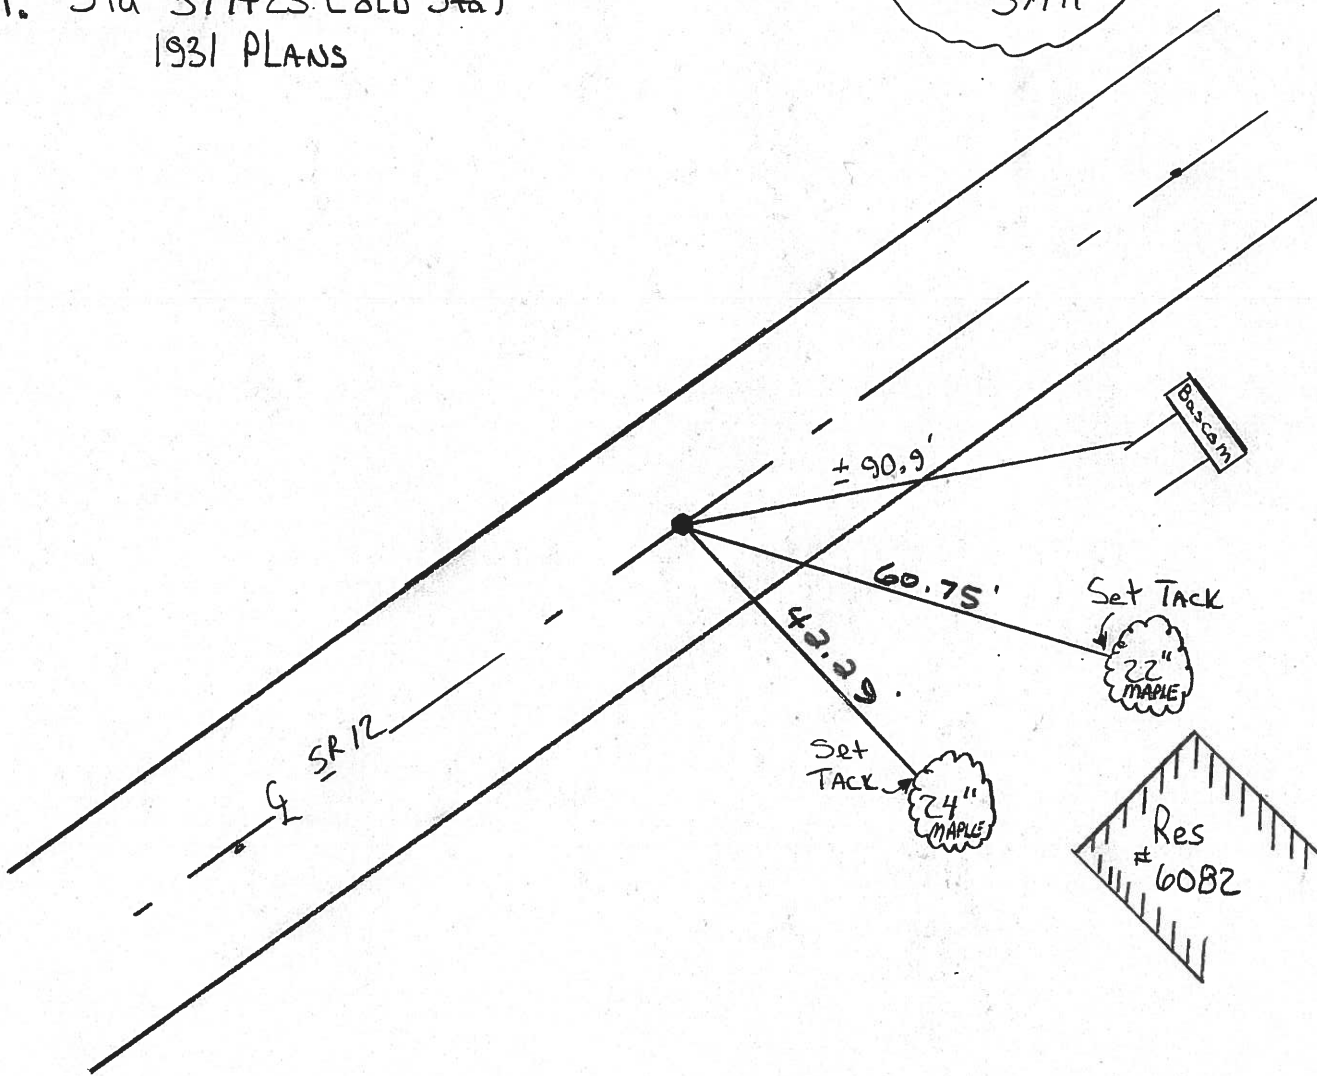 1931 PLANS
± 90.9'
Bascom
60.75'
Set TACK
22"
MAPLE
42.29'
Set
TACK
24"
MAPLE
SR 12
℄
Res
# 6082